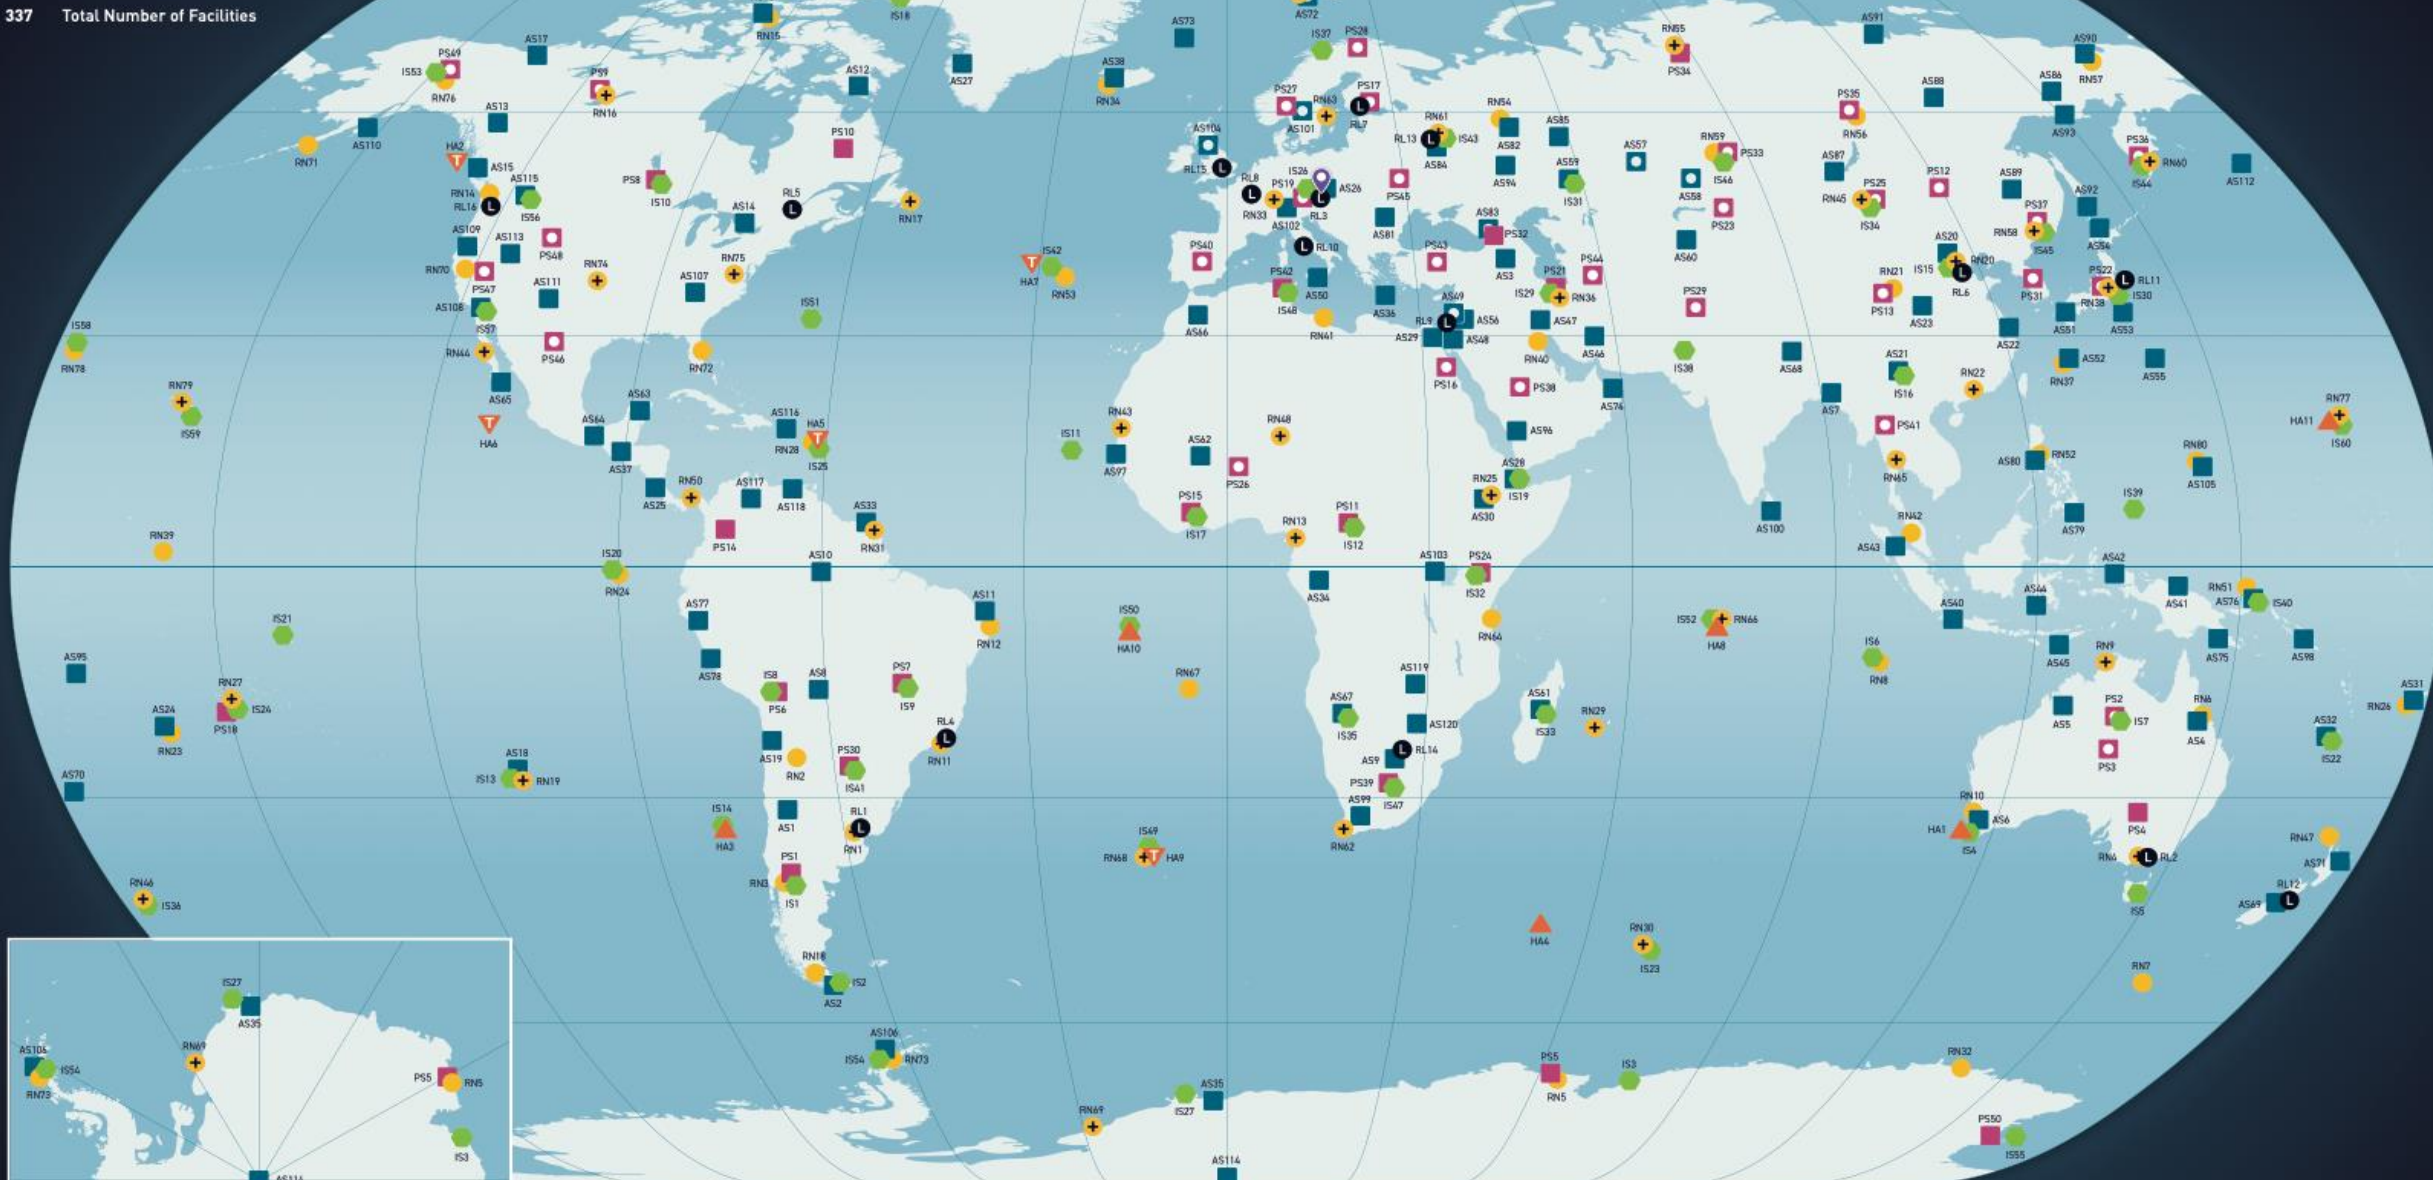 337 Total Number of Facilities
IS18
RN15
AS73
AS72
AS91
AS17
PS49
IS53
RN76
PS9
RN16
AS12
AS27
AS38
RN34
IS37
PS28
RN55
PS34
AS90
RN57
AS13
AS110
RN71
HA2
AS15
PS10
AS104
RL15
PS27
AS101
RN63
PS17
RL7
RN61
RL13
IS43
AS84
RN54
AS82
AS85
AS57
RN59
PS33
IS46
PS35
RN56
AS88
AS86
AS93
PS36
RN60
IS44
AS112
RN14
RL16
AS115
IS56
PS8
IS10
RL5
AS14
RN17
RL8
RN33
PS19
IS26
AS26
RL3
AS102
PS45
AS94
AS59
IS31
AS58
PS23
AS87
RN45
PS25
IS34
PS12
AS89
AS92
AS109
AS113
PS48
RN70
PS47
RN74
RN75
HA7
IS42
RN53
PS40
RL10
AS81
AS83
PS32
PS43
AS3
AS60
AS20
RN20
IS15
RL6
PS37
RN58
IS45
AS54
AS108
IS57
AS111
AS107
IS51
PS42
IS48
AS50
AS36
PS21
IS29
RN36
PS44
PS29
RN21
PS13
AS23
PS31
PS22
RL11
RN38
IS30
IS58
RN78
RN44
PS46
RN72
AS66
RN41
AS49
RL9
AS56
AS29
AS48
AS47
RN40
AS46
AS22
AS51
AS53
RN79
IS59
AS65
HA6
AS63
AS64
AS37
AS116
HA5
RN28
IS25
RN43
IS11
AS97
AS62
RN48
PS26
PS16
PS38
AS74
AS96
IS38
AS68
AS7
AS21
IS16
RN22
AS52
RN37
AS55
RN77
HA11
IS60
AS25
RN50
AS117
AS118
AS33
RN31
PS14
PS15
IS17
RN13
PS11
IS12
AS28
RN25
IS19
AS30
AS100
PS41
RN65
AS80
RN52
RN80
AS105
AS79
IS39
RN39
IS20
RN24
AS10
AS34
AS103
PS24
IS32
RN42
AS43
AS42
IS21
AS77
AS11
RN12
IS50
HA10
RN64
IS52
RN66
HA8
AS40
AS44
AS41
RN51
AS76
IS40
AS95
AS78
IS8
PS6
AS8
PS7
IS9
RN67
AS119
IS6
RN8
AS45
RN9
AS75
AS98
RN27
IS24
PS18
AS24
RN23
RL4
RN11
AS67
IS35
AS120
AS61
IS33
RN29
AS5
PS2
IS7
RN6
AS4
RN26
AS31
AS32
IS22
AS70
AS18
IS13
RN19
AS19
RN2
PS30
IS41
RL14
AS9
PS39
IS47
PS3
IS14
HA3
AS1
RL1
RN1
IS49
RN68
HA9
AS99
RN62
RN10
HA1
AS6
IS4
PS4
RN4
RL2
RN47
AS71
RN46
IS36
PS1
RN3
IS1
IS5
RL12
AS69
HA4
RN30
IS23
RN7
RN18
IS2
AS2
IS27
AS35
AS106
IS54
RN73
RN69
PS5
RN5
IS3
AS106
IS54
RN73
RN69
IS27
AS35
PS5
RN5
IS3
RN32
PS50
IS55
AS114